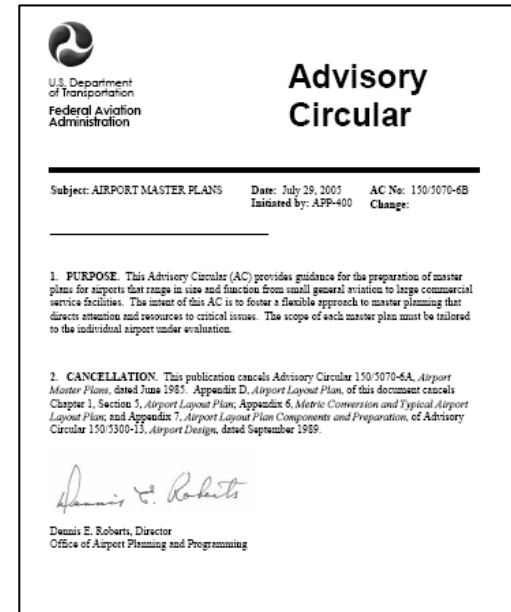 U.S. Department
of Transportation
Federal Aviation
Administration
Advisory
Circular
Subject: AIRPORT MASTER PLANS
Date: July 29, 2005
Initiated by: APP-400
AC No: 150/5070-6B
Change:
1. PURPOSE. This Advisory Circular (AC) provides guidance for the preparation of master
plans for airports that range in size and function from small general aviation to large commercial
service facilities. The intent of this AC is to foster a flexible approach to master planning that
directs attention and resources to critical issues. The scope of each master plan must be tailored
to the individual airport under evaluation.
2. CANCELLATION. This publication cancels Advisory Circular 150/5070-6A, Airport
Master Plans, dated June 1985. Appendix D, Airport Layout Plan, of this document cancels
Chapter 1, Section 5, Airport Layout Plan; Appendix 6, Metric Conversion and Typical Airport
Layout Plan; and Appendix 7, Airport Layout Plan Components and Preparation, of Advisory
Circular 150/5300-13, Airport Design, dated September 1989.
Dennis E. Roberts
Dennis E. Roberts, Director
Office of Airport Planning and Programming